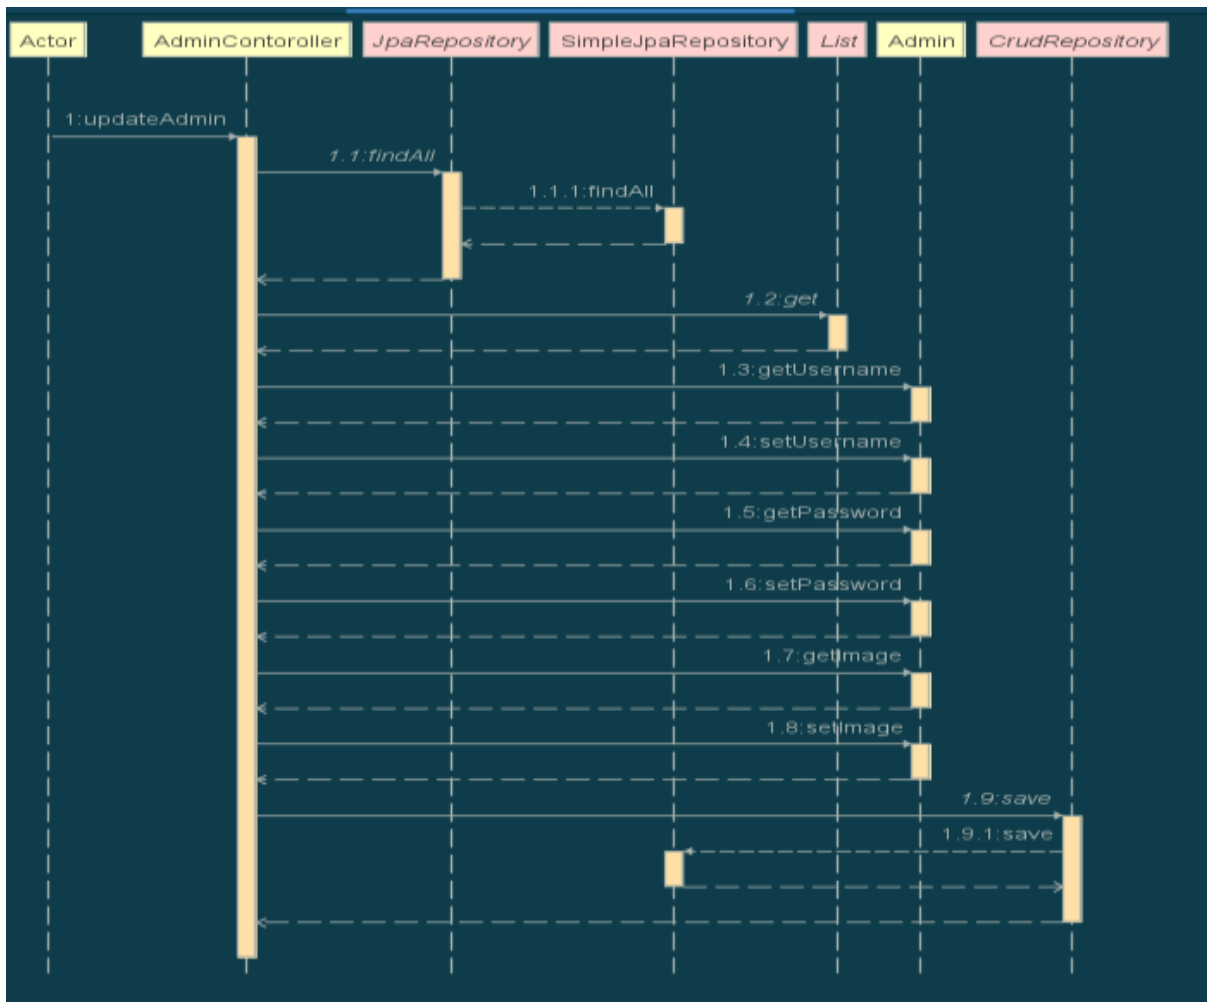 Actor AdminContoroller JpaRepository SimpleJpaRepository List Admin CrudRepository
1:updateAdmin
1.1:findAll
1.1.1:findAll
1.2:get
1.3:getUsername
1.4:setUsername
1.5:getPassword
1.6:setPassword
1.7:getImage
1.8:setImage
1.9:save
1.9.1:save